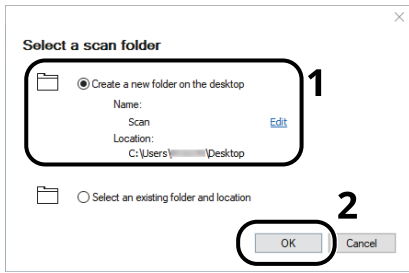 Select a scan folder
1
Create a new folder on the desktop
Name:
Scan Edit
Location:
C:\Users\ \Desktop
Select an existing folder and location
2
OK Cancel